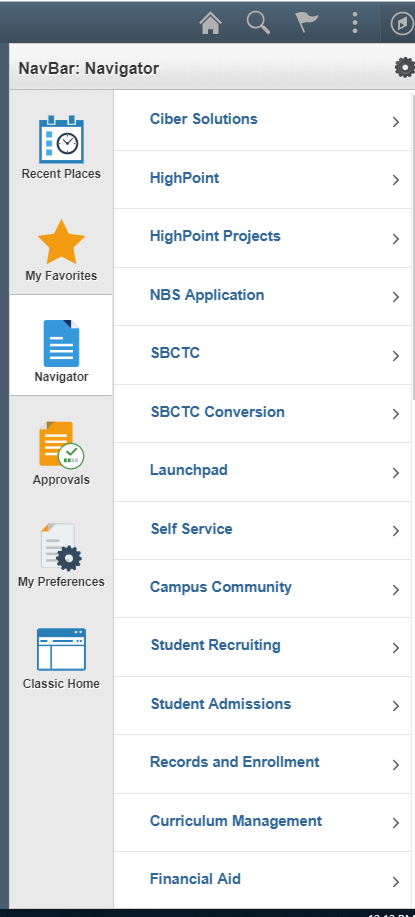 NavBar: Navigator
Recent Places
My Favorites
Navigator
Approvals
My Preferences
Classic Home
Ciber Solutions
HighPoint
HighPoint Projects
NBS Application
SBCTC
SBCTC Conversion
Launchpad
Self Service
Campus Community
Student Recruiting
Student Admissions
Records and Enrollment
Curriculum Management
Financial Aid